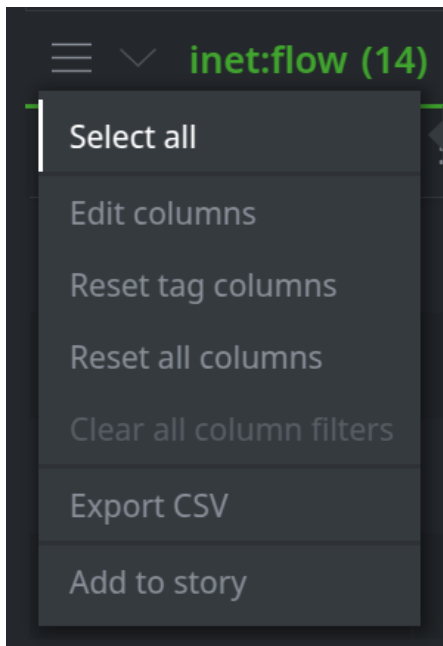 inet:flow (14)
Select all
Edit columns
Reset tag columns
Reset all columns
Clear all column filters
Export CSV
Add to story